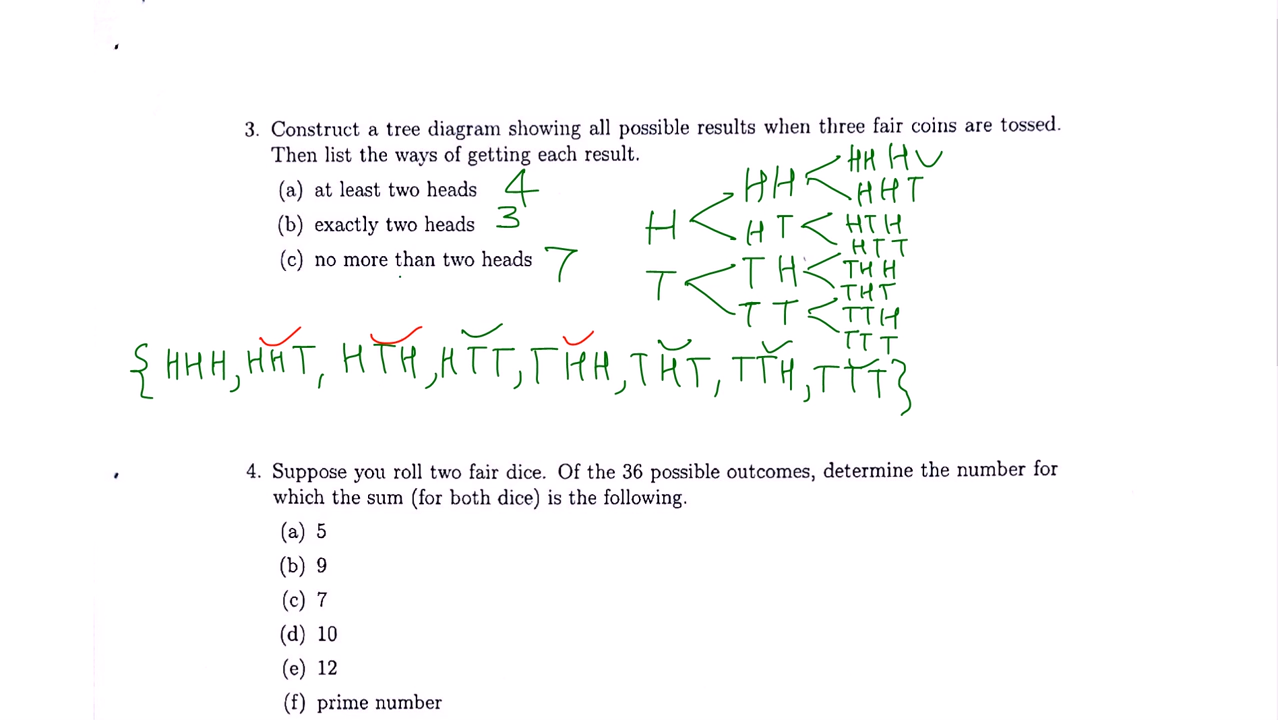 3. Construct a tree diagram showing all possible results when three fair coins are tossed.
Then list the ways of getting each result.
(a) at least two heads 4
(b) exactly two heads 3
(c) no more than two heads 7
H
T
HH
HT
TH
TT
HHH
HHT
HTH
HTT
THH
THT
TTH
TTT
{HHH, HHT, HTH, HTT, THH, THT, TTH, TTT}
4. Suppose you roll two fair dice. Of the 36 possible outcomes, determine the number for
which the sum (for both dice) is the following.
(a) 5
(b) 9
(c) 7
(d) 10
(e) 12
(f) prime number